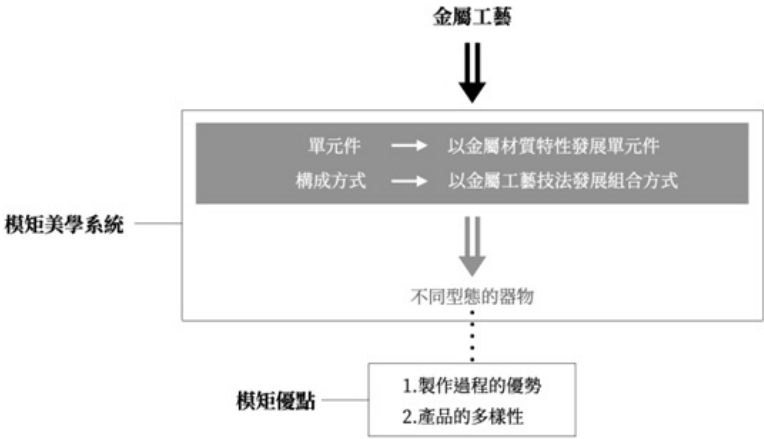 金屬工藝
單元件 → 以金屬材質特性發展單元件
構成方式 → 以金屬工藝技法發展組合方式
模矩美學系統
不同型態的器物
1.製作過程的優勢
模矩優點
2.產品的多樣性